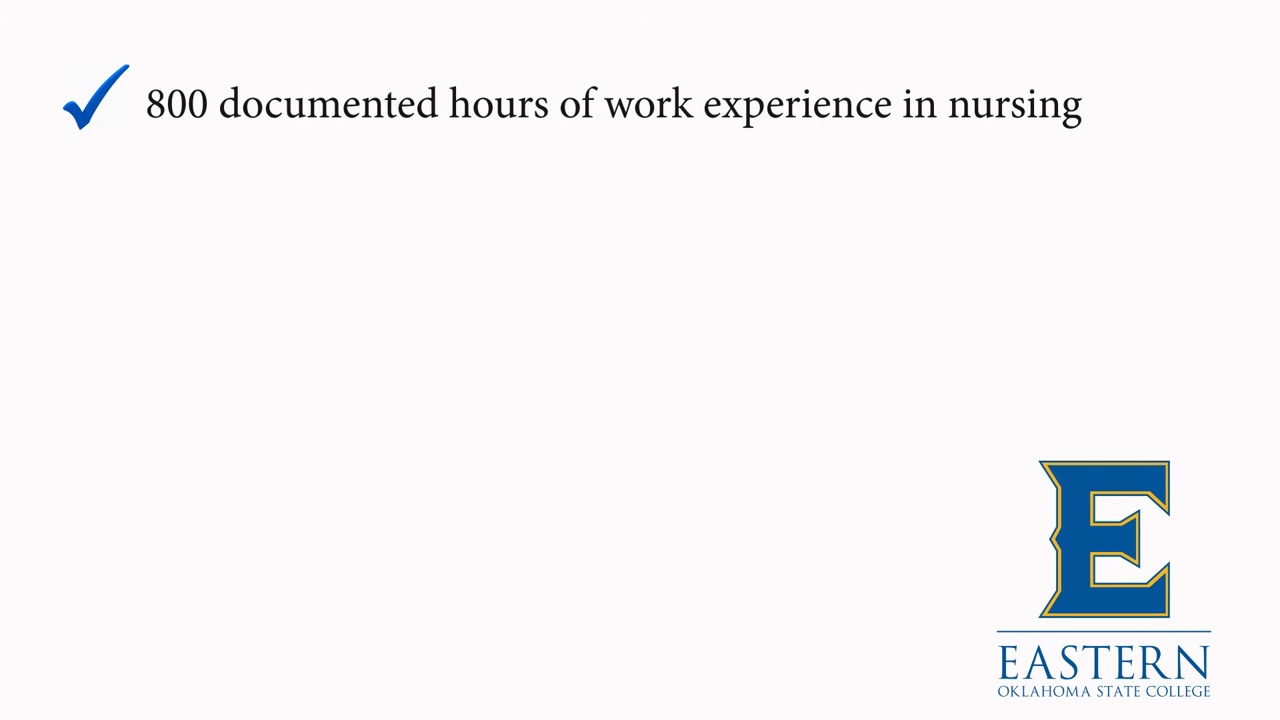 800 documented hours of work experience in nursing
E
EASTERN
OKLAHOMA STATE COLLEGE